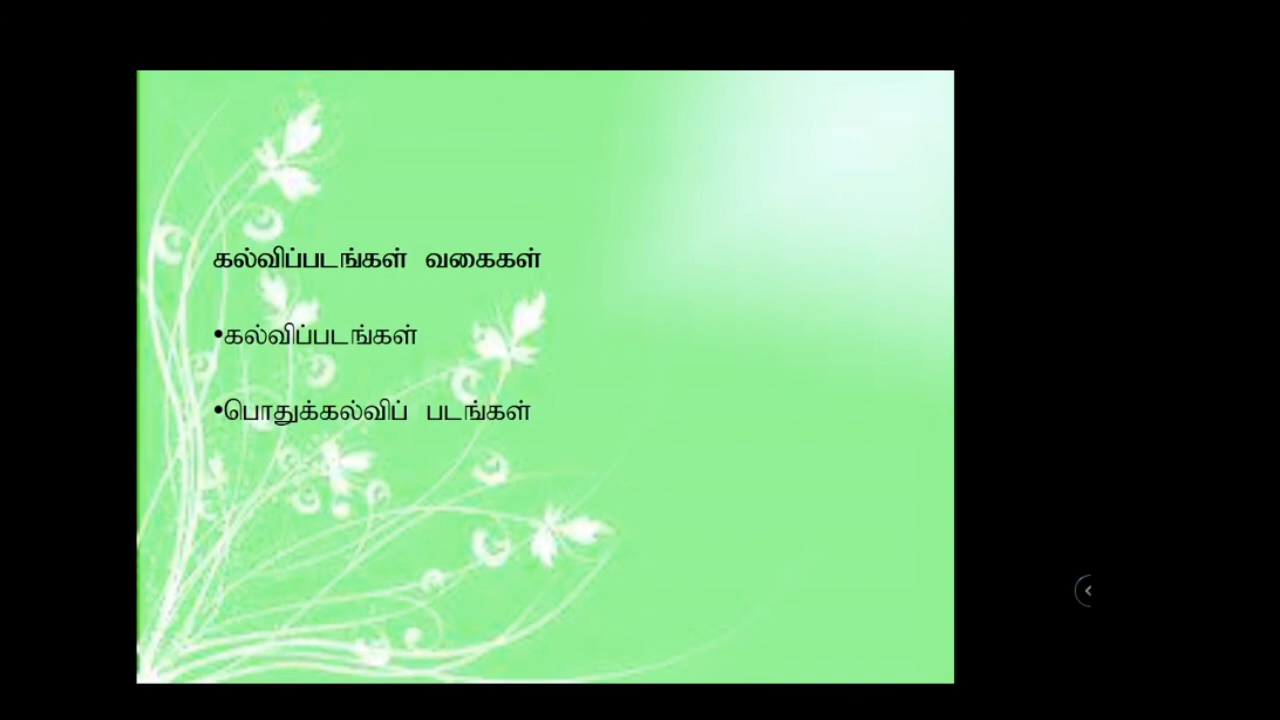 கல்விப்படங்கள் வகைகள்
•கல்விப்படங்கள்
•பொதுக்கல்விப் படங்கள்